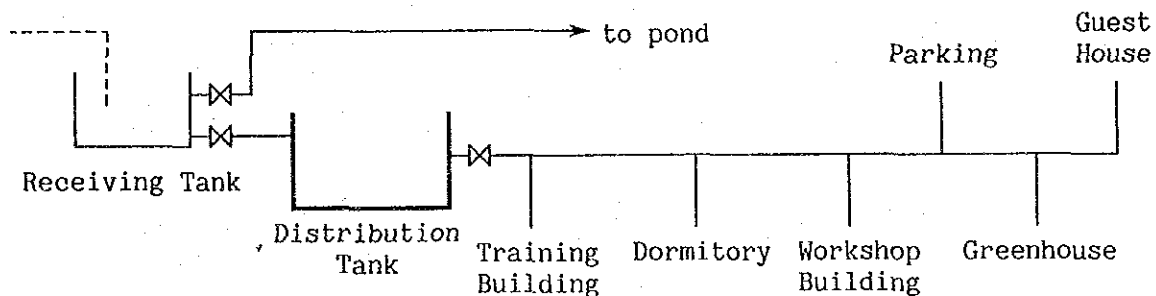 to pond
Parking
Guest
House
Receiving Tank
Distribution
Tank
Training
Building
Dormitory
Workshop
Building
Greenhouse